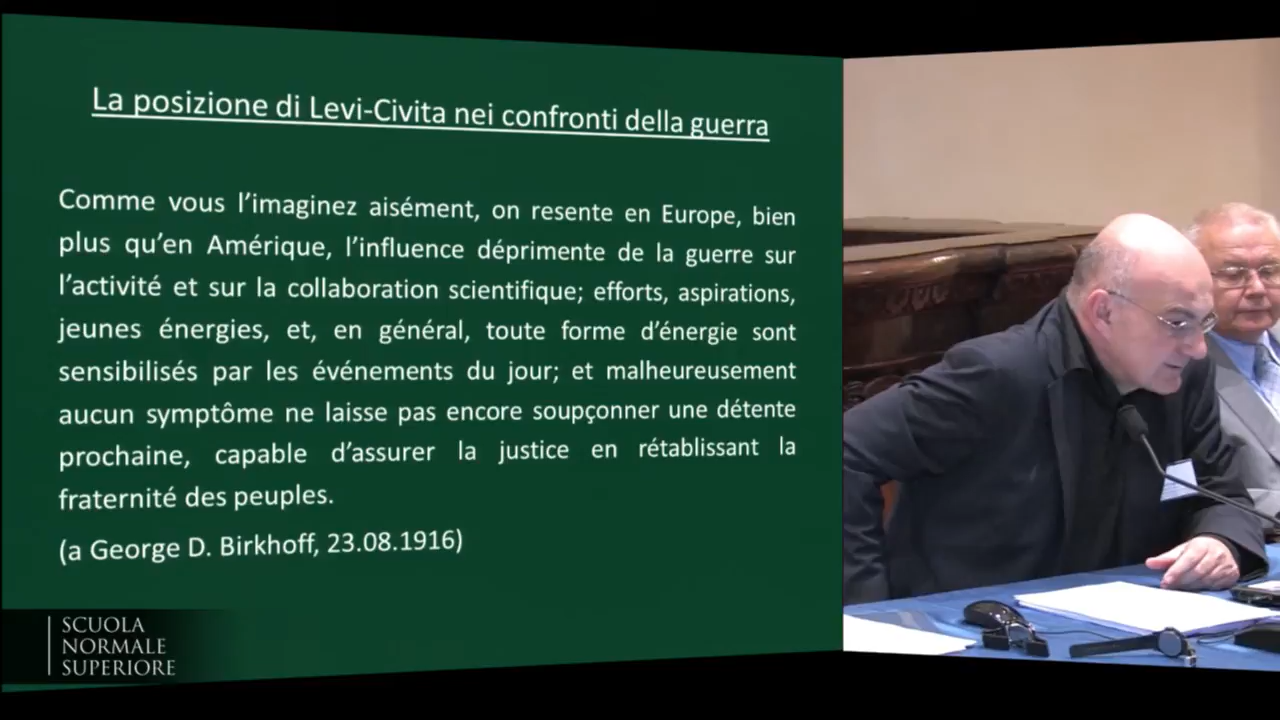 La posizione di Levi-Civita nei confronti della guerra
Comme vous l'imaginez aisément, on resente en Europe, bien
plus qu'en Amérique, l'influence déprimente de la guerre sur
l'activité et sur la collaboration scientifique; efforts, aspirations,
jeunes énergies, et, en général, toute forme d'énergie sont
sensibilisés par les événements du jour; et malheureusement
aucun symptôme ne laisse pas encore soupçonner une détente
prochaine, capable d'assurer la justice en rétablissant la
fraternité des peuples.
(a George D. Birkhoff, 23.08.1916)
SCUOLA
NORMALE
SUPERIORE